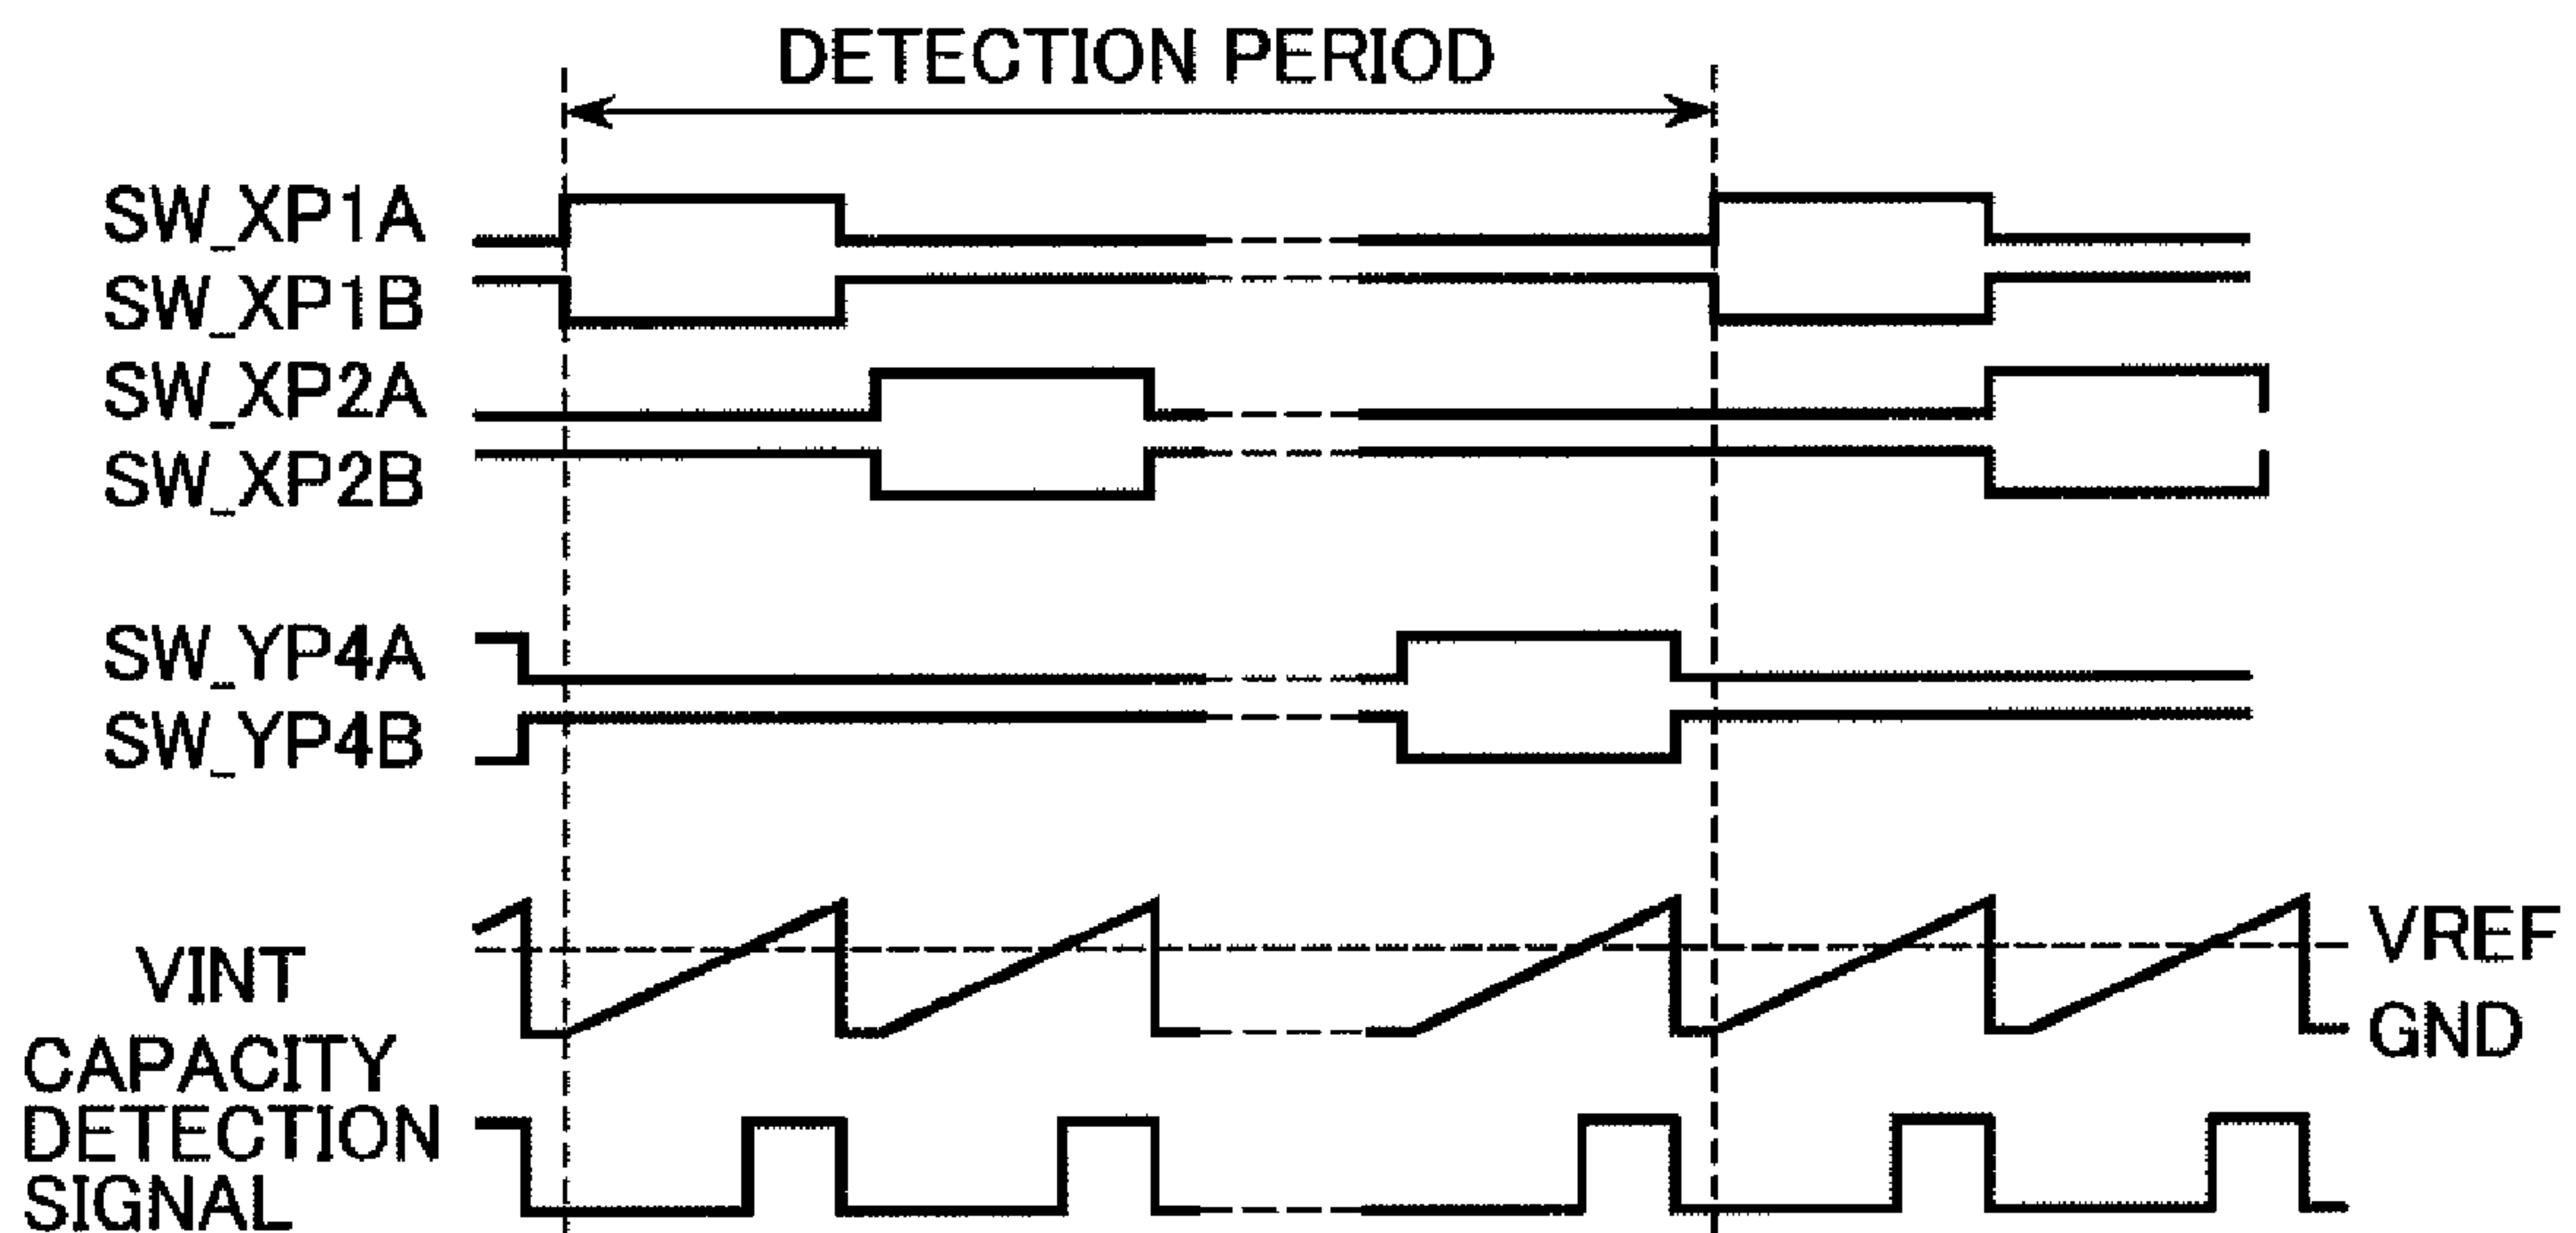 DETECTION PERIOD
SW_XP1A
SW_XP1B
SW_XP2A
SW_XP2B
SW_YP4A
SW_YP4B
VINT
VREF
GND
CAPACITY
DETECTION
SIGNAL